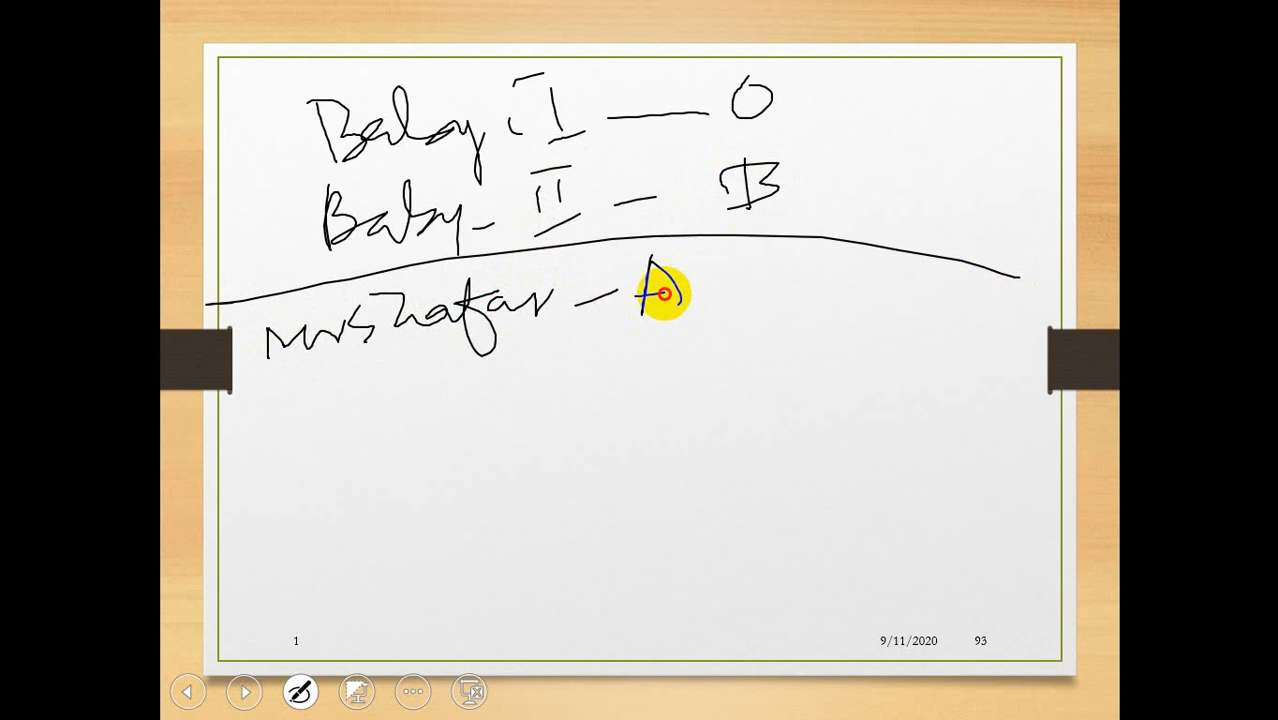 Baby I — O
Baby - II - B
Mrs Zafar - A
1 9/11/2020 93